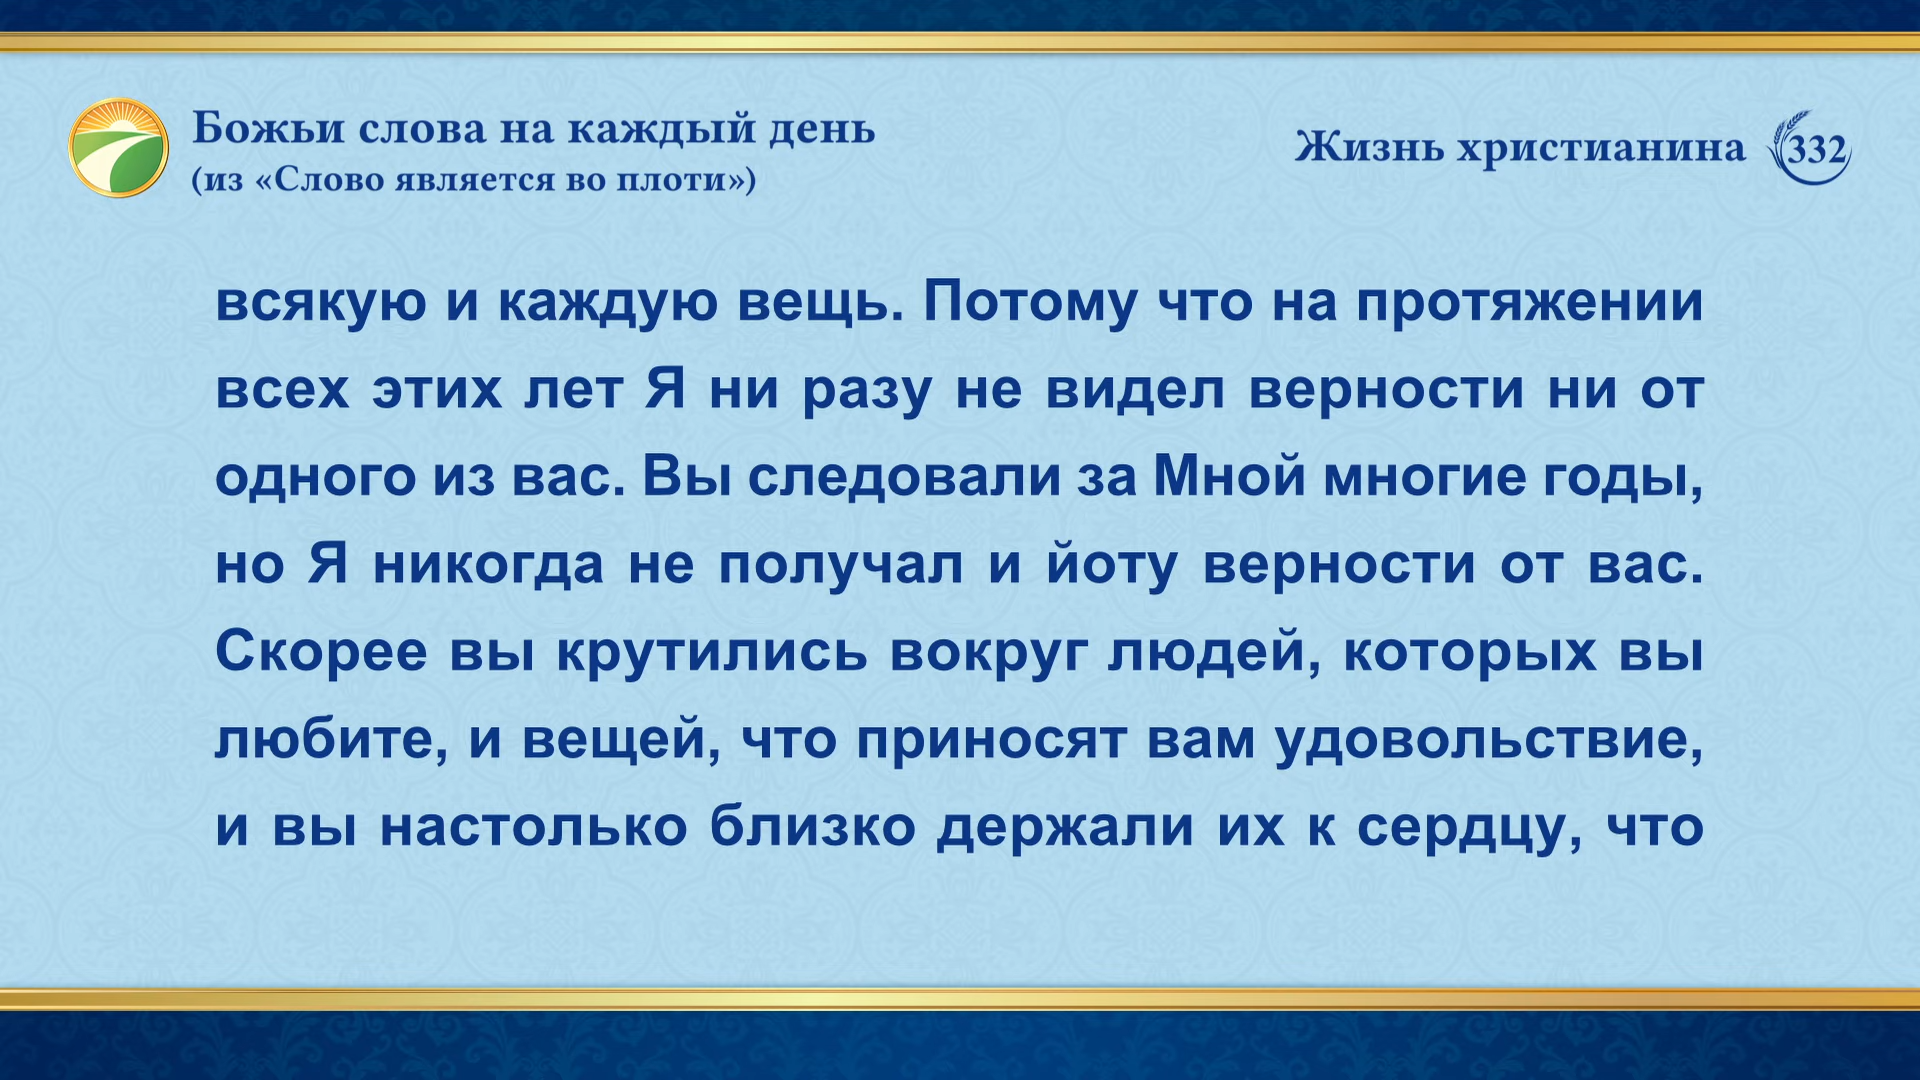 Божьи слова на каждый день
(из «Слово является во плоти»)
Жизнь христианина 332
всякую и каждую вещь. Потому что на протяжении
всех этих лет Я ни разу не видел верности ни от
одного из вас. Вы следовали за Мной многие годы,
но Я никогда не получал и йоту верности от вас.
Скорее вы крутились вокруг людей, которых вы
любите, и вещей, что приносят вам удовольствие,
и вы настолько близко держали их к сердцу, что